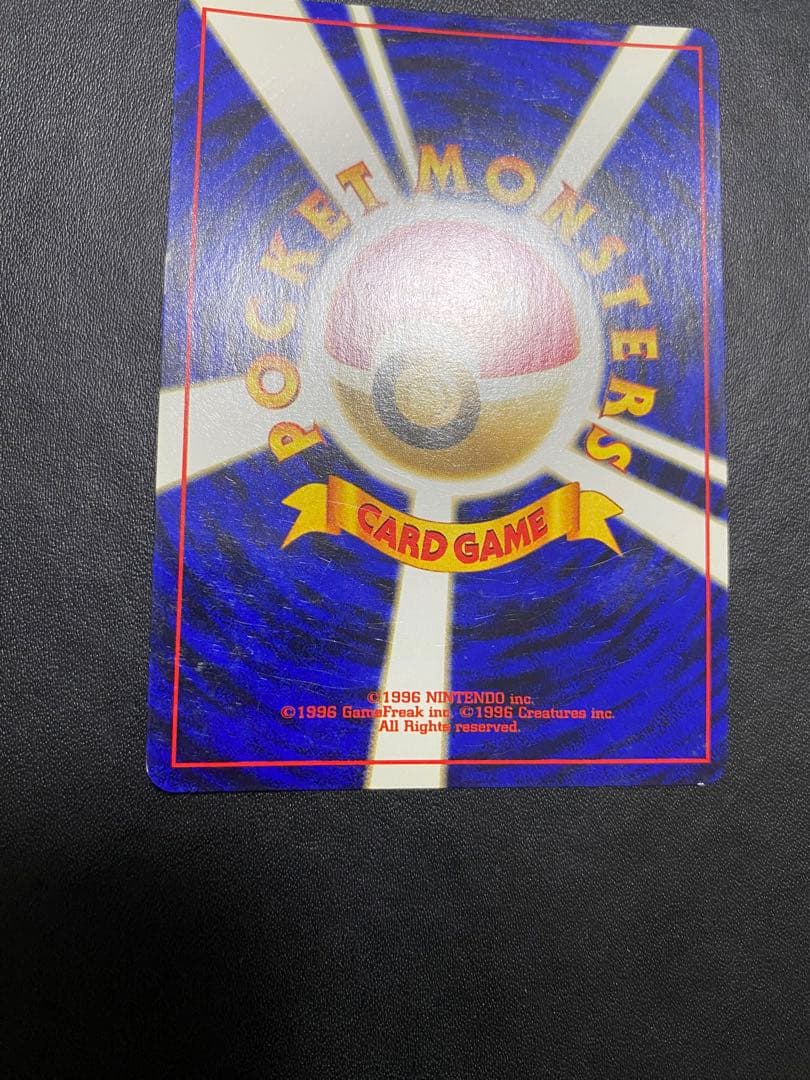 POCKET MONSTERS
CARD GAME
©1996 NINTENDO inc.
©1996 GameFreak inc. ©1996 Creatures inc.
All Rights reserved.